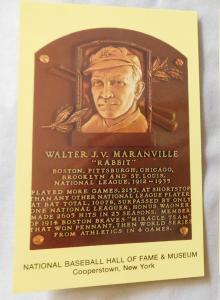 WALTER J.V. MARANVILLE
"RABBIT"
BOSTON, PITTSBURGH, CHICAGO,
BROOKLYN AND ST. LOUIS,
NATIONAL LEAGUE, 1912-1935
PLAYED MORE GAMES, 2153, AT SHORTSTOP
THAN ANY OTHER NATIONAL LEAGUE PLAYER.
AT BAT TOTAL, 10078, SURPASSED BY ONLY
ONE NATIONAL LEAGUER, HONUS WAGNER.
MADE 2605 HITS IN 23 SEASONS. MEMBER
OF 1914 BOSTON BRAVES "MIRACLE TEAM"
THAT WON PENNANT, THEN WORLD SERIES
FROM ATHLETICS IN 4 GAMES.
NATIONAL BASEBALL HALL OF FAME & MUSEUM
Cooperstown, New York